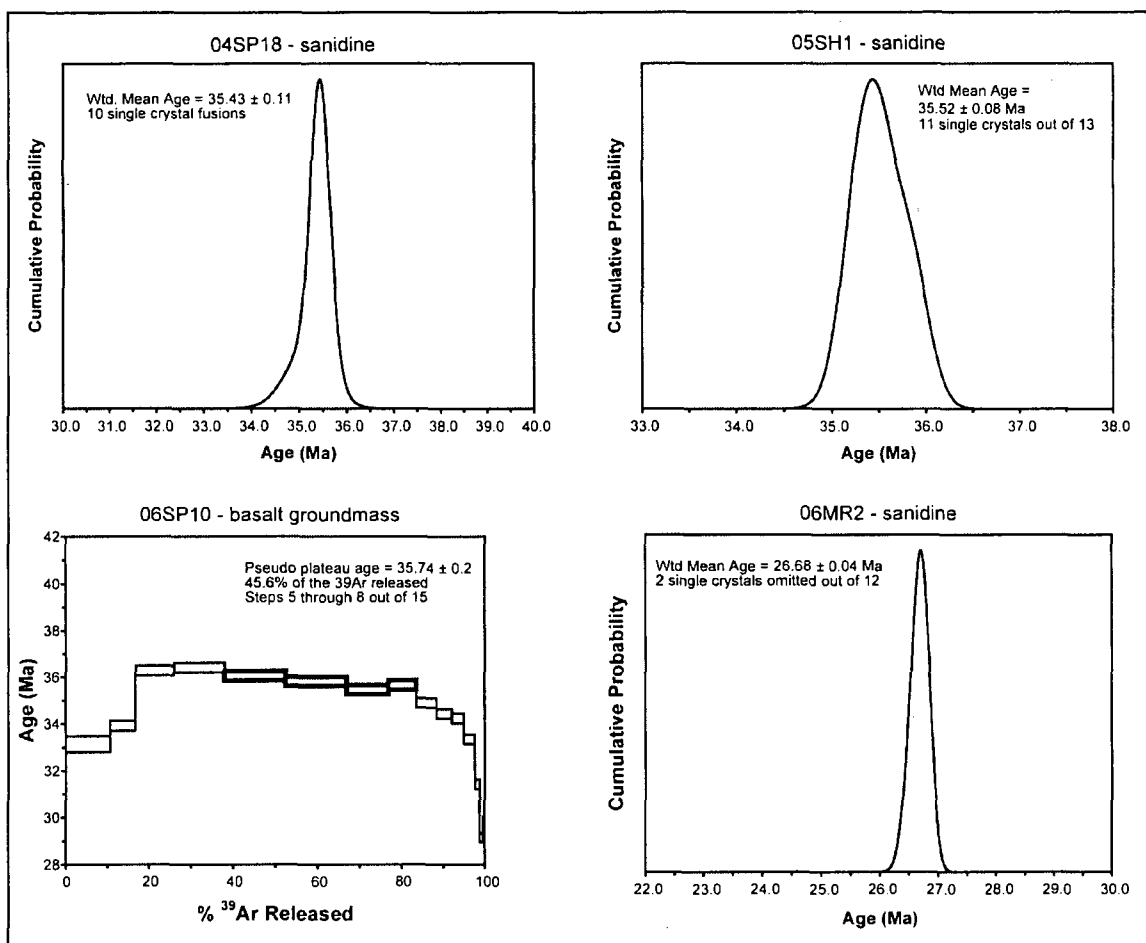 04SP18 - sanidine
Wtd. Mean Age = 35.43 ± 0.11
10 single crystal fusions
Cumulative Probability
30.0 31.0 32.0 33.0 34.0 35.0 36.0 37.0 38.0 39.0 40.0
Age (Ma)
05SH1 - sanidine
Wtd Mean Age =
35.52 ± 0.08 Ma
11 single crystals out of 13
Cumulative Probability
33.0 34.0 35.0 36.0 37.0 38.0
Age (Ma)
06SP10 - basalt groundmass
Pseudo plateau age = 35.74 ± 0.2
45.6% of the 39Ar released
Steps 5 through 8 out of 15
Age (Ma)
42
40
38
36
34
32
30
28
0 20 40 60 80 100
% ³⁹Ar Released
06MR2 - sanidine
Wtd Mean Age = 26.68 ± 0.04 Ma
2 single crystals omitted out of 12
Cumulative Probability
22.0 23.0 24.0 25.0 26.0 27.0 28.0 29.0 30.0
Age (Ma)